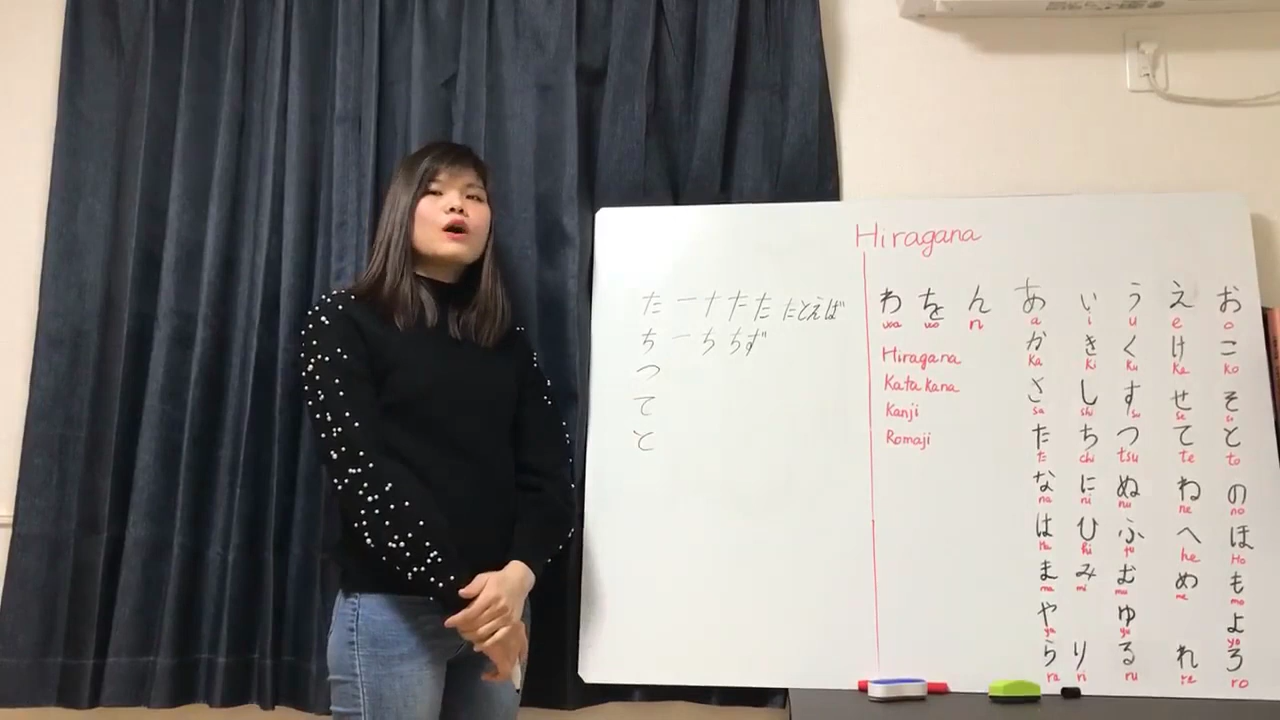 Hiragana
た 一 ナ た た たとえば
ち 一 ち ちず
つ
て
と
わ を ん あ い う え お
wa wo n a i u e o
か き く け こ
ka ki ku ke ko
Hiragana
Katakana
Kanji
Romaji
さ し す せ そ
sa shi su se so
た ち つ て と
ta chi tsu te to
な に ぬ ね の
na ni nu ne no
は ひ ふ へ ほ
Ha hi fu he Ho
ま み む め も
ma mi mu me mo
や ゆ よ
ya yu yo
ら り る れ ろ
ra ri ru re ro